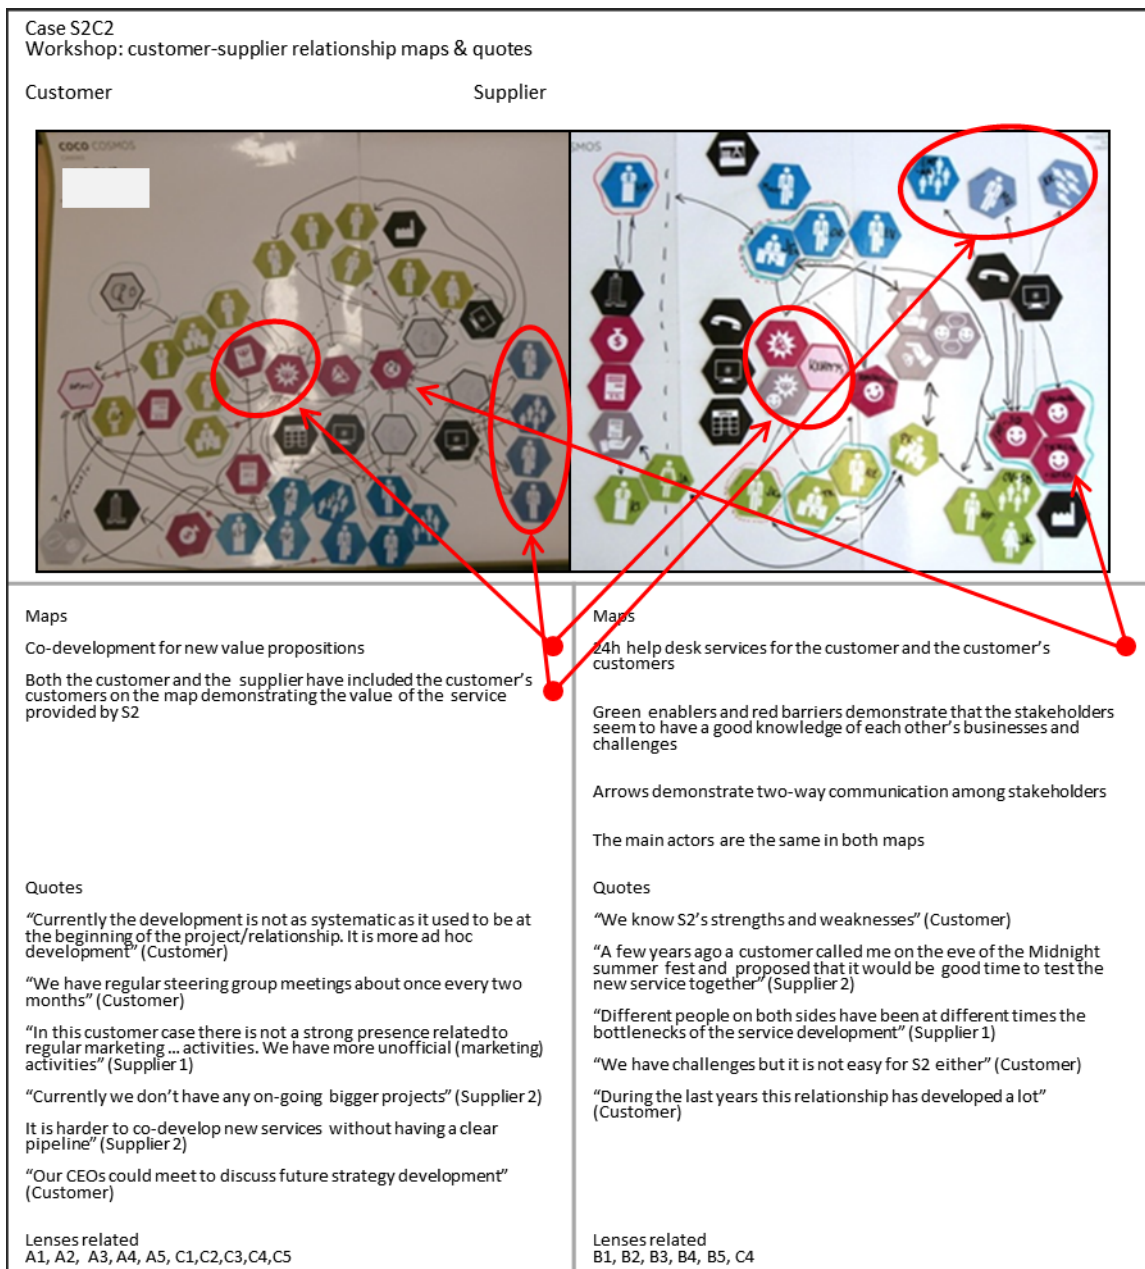 Case S2C2
Workshop: customer-supplier relationship maps & quotes
Customer
Supplier
COCO COSMOS
SMOS
Maps
Co-development for new value propositions
Both the customer and the supplier have included the customer's
customers on the map demonstrating the value of the service
provided by S2
Quotes
“Currently the development is not as systematic as it used to be at
the beginning of the project/relationship. It is more ad hoc
development” (Customer)
“We have regular steering group meetings about once every two
months” (Customer)
“In this customer case there is not a strong presence related to
regular marketing ... activities. We have more unofficial (marketing)
activities” (Supplier 1)
“Currently we don’t have any on-going bigger projects” (Supplier 2)
It is harder to co-develop new services without having a clear
pipeline” (Supplier 2)
“Our CEOs could meet to discuss future strategy development”
(Customer)
Lenses related
A1, A2, A3, A4, A5, C1,C2,C3,C4,C5
Maps
24h help desk services for the customer and the customer’s
customers
Green enablers and red barriers demonstrate that the stakeholders
seem to have a good knowledge of each other’s businesses and
challenges
Arrows demonstrate two-way communication among stakeholders
The main actors are the same in both maps
Quotes
“We know S2’s strengths and weaknesses” (Customer)
“A few years ago a customer called me on the eve of the Midnight
summer fest and proposed that it would be good time to test the
new service together” (Supplier 2)
“Different people on both sides have been at different times the
bottlenecks of the service development” (Supplier 1)
“We have challenges but it is not easy for S2 either” (Customer)
“During the last years this relationship has developed a lot”
(Customer)
Lenses related
B1, B2, B3, B4, B5, C4